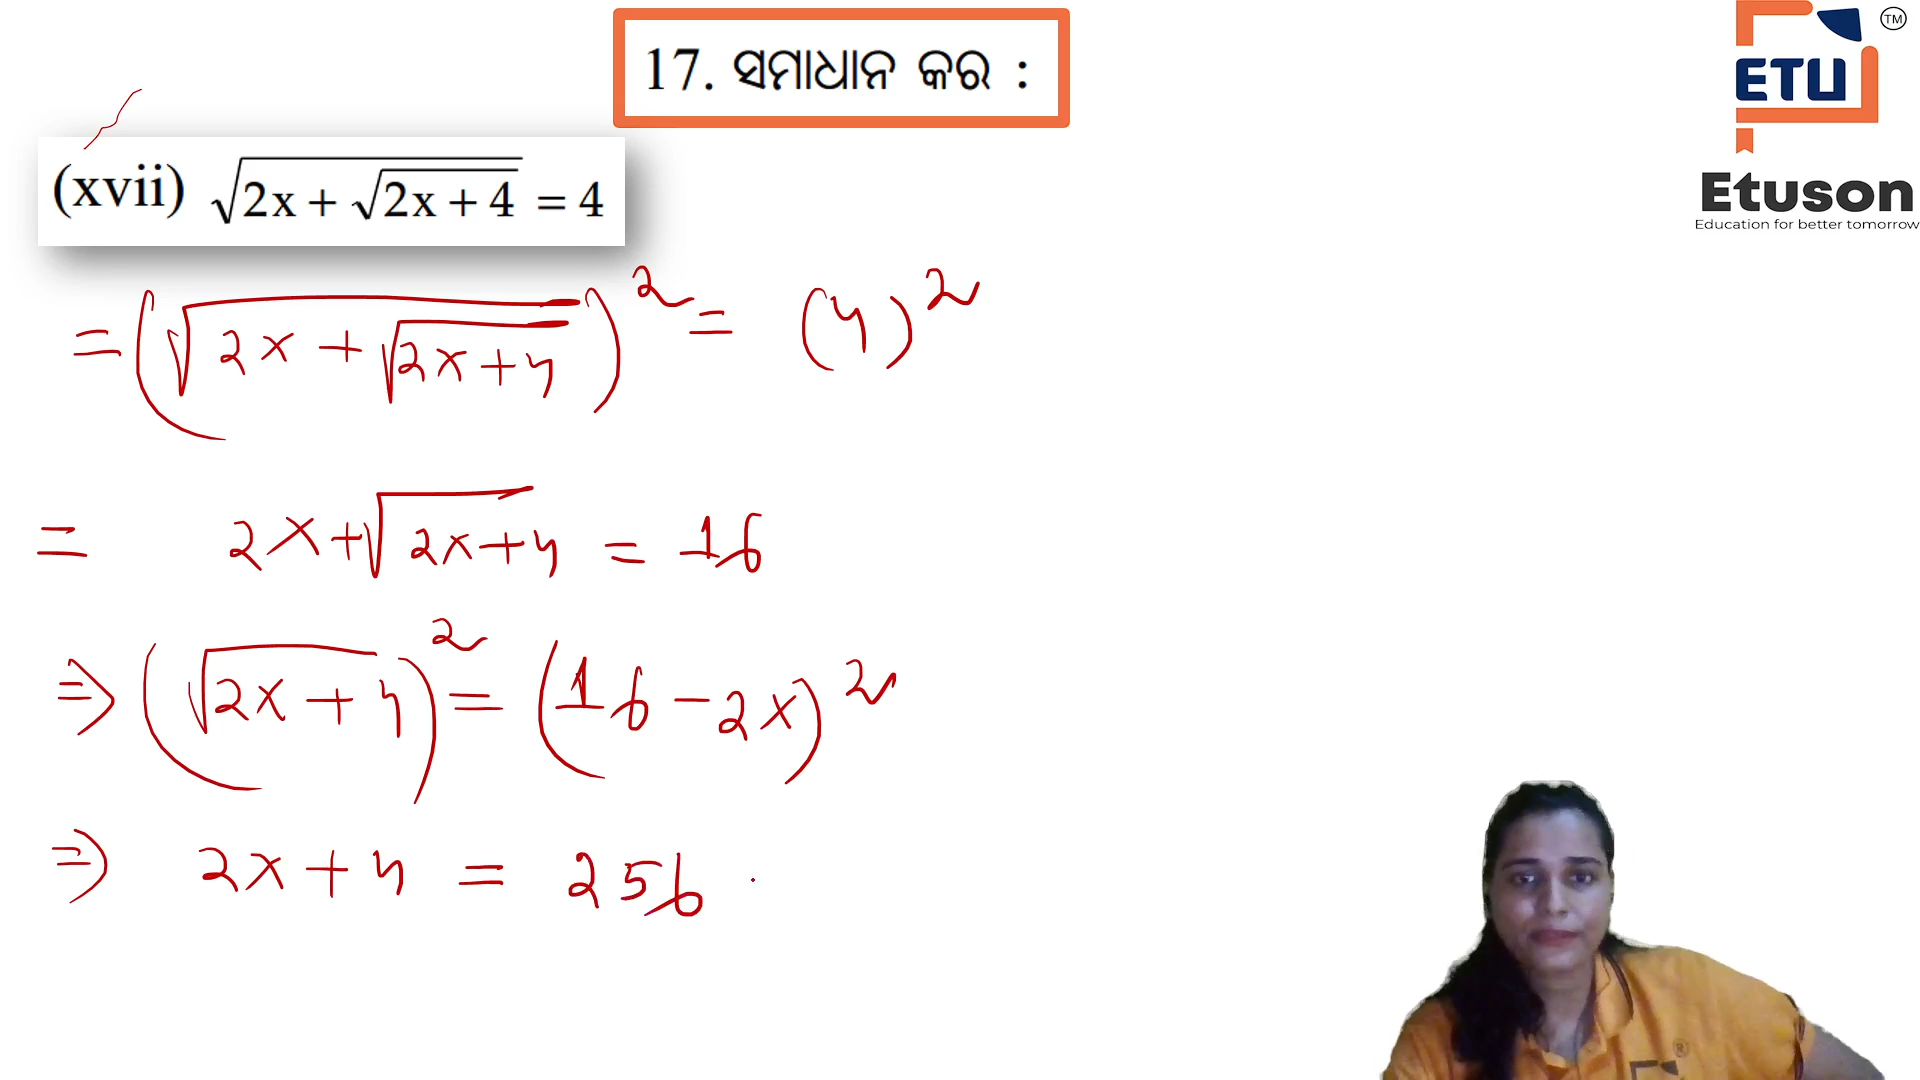 17. ସମାଧାନ କର :
TM
ETU
Etuson
Education for better tomorrow
(xvii) √(2x + √(2x + 4)) = 4
= (√(2x + √(2x + 4)))² = (4)²
= 2x + √(2x + 4) = 16
⇒ (√(2x + 4))² = (16 - 2x)²
⇒ 2x + 4 = 256